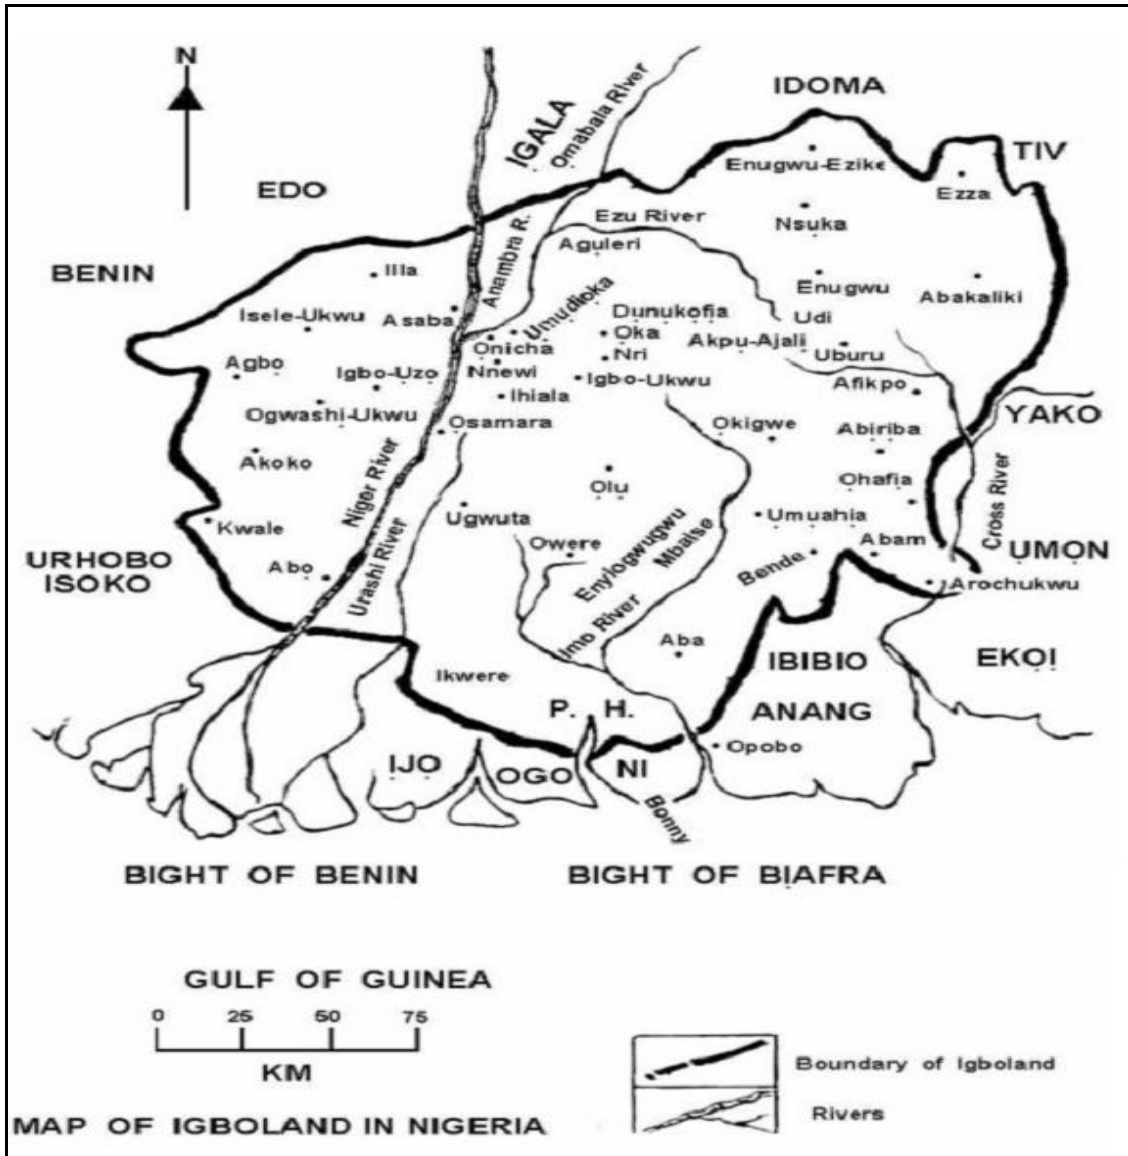 N
IDOMA
IGALA
Omabala River
TIV
EDO
Enugwu-Ezike
Ezza
Ezu River
Nsuka
BENIN
Anambra R.
Aguleri
Illa
Enugwu
Abakaliki
Isele-Ukwu
Asaba
Umudioka
Dunukofia
Udi
Onicha
Oka
Akpu-Ajali
Uburu
Agbo
Igbo-Uzo
Nnewi
Nri
Igbo-Ukwu
Afikpo
Ihiala
Ogwashi-Ukwu
Osamara
Okigwe
Abiriba
YAKO
Akoko
Niger River
Olu
Ohafia
Cross River
Kwale
Ugwuta
Umuahia
URHOBO
ISOKO
Abo
Urashi River
Owere
Enyiogwugwu
Mbaise
Bende
Abam
UMON
Arochukwu
Imo River
Aba
IBIBIO
EKOI
Ikwere
P. H.
ANANG
Opobo
IJO
OGO
NI
Bonny
BIGHT OF BENIN
BIGHT OF BIAFRA
GULF OF GUINEA
0 25 50 75
KM
Boundary of Igboland
Rivers
MAP OF IGBOLAND IN NIGERIA